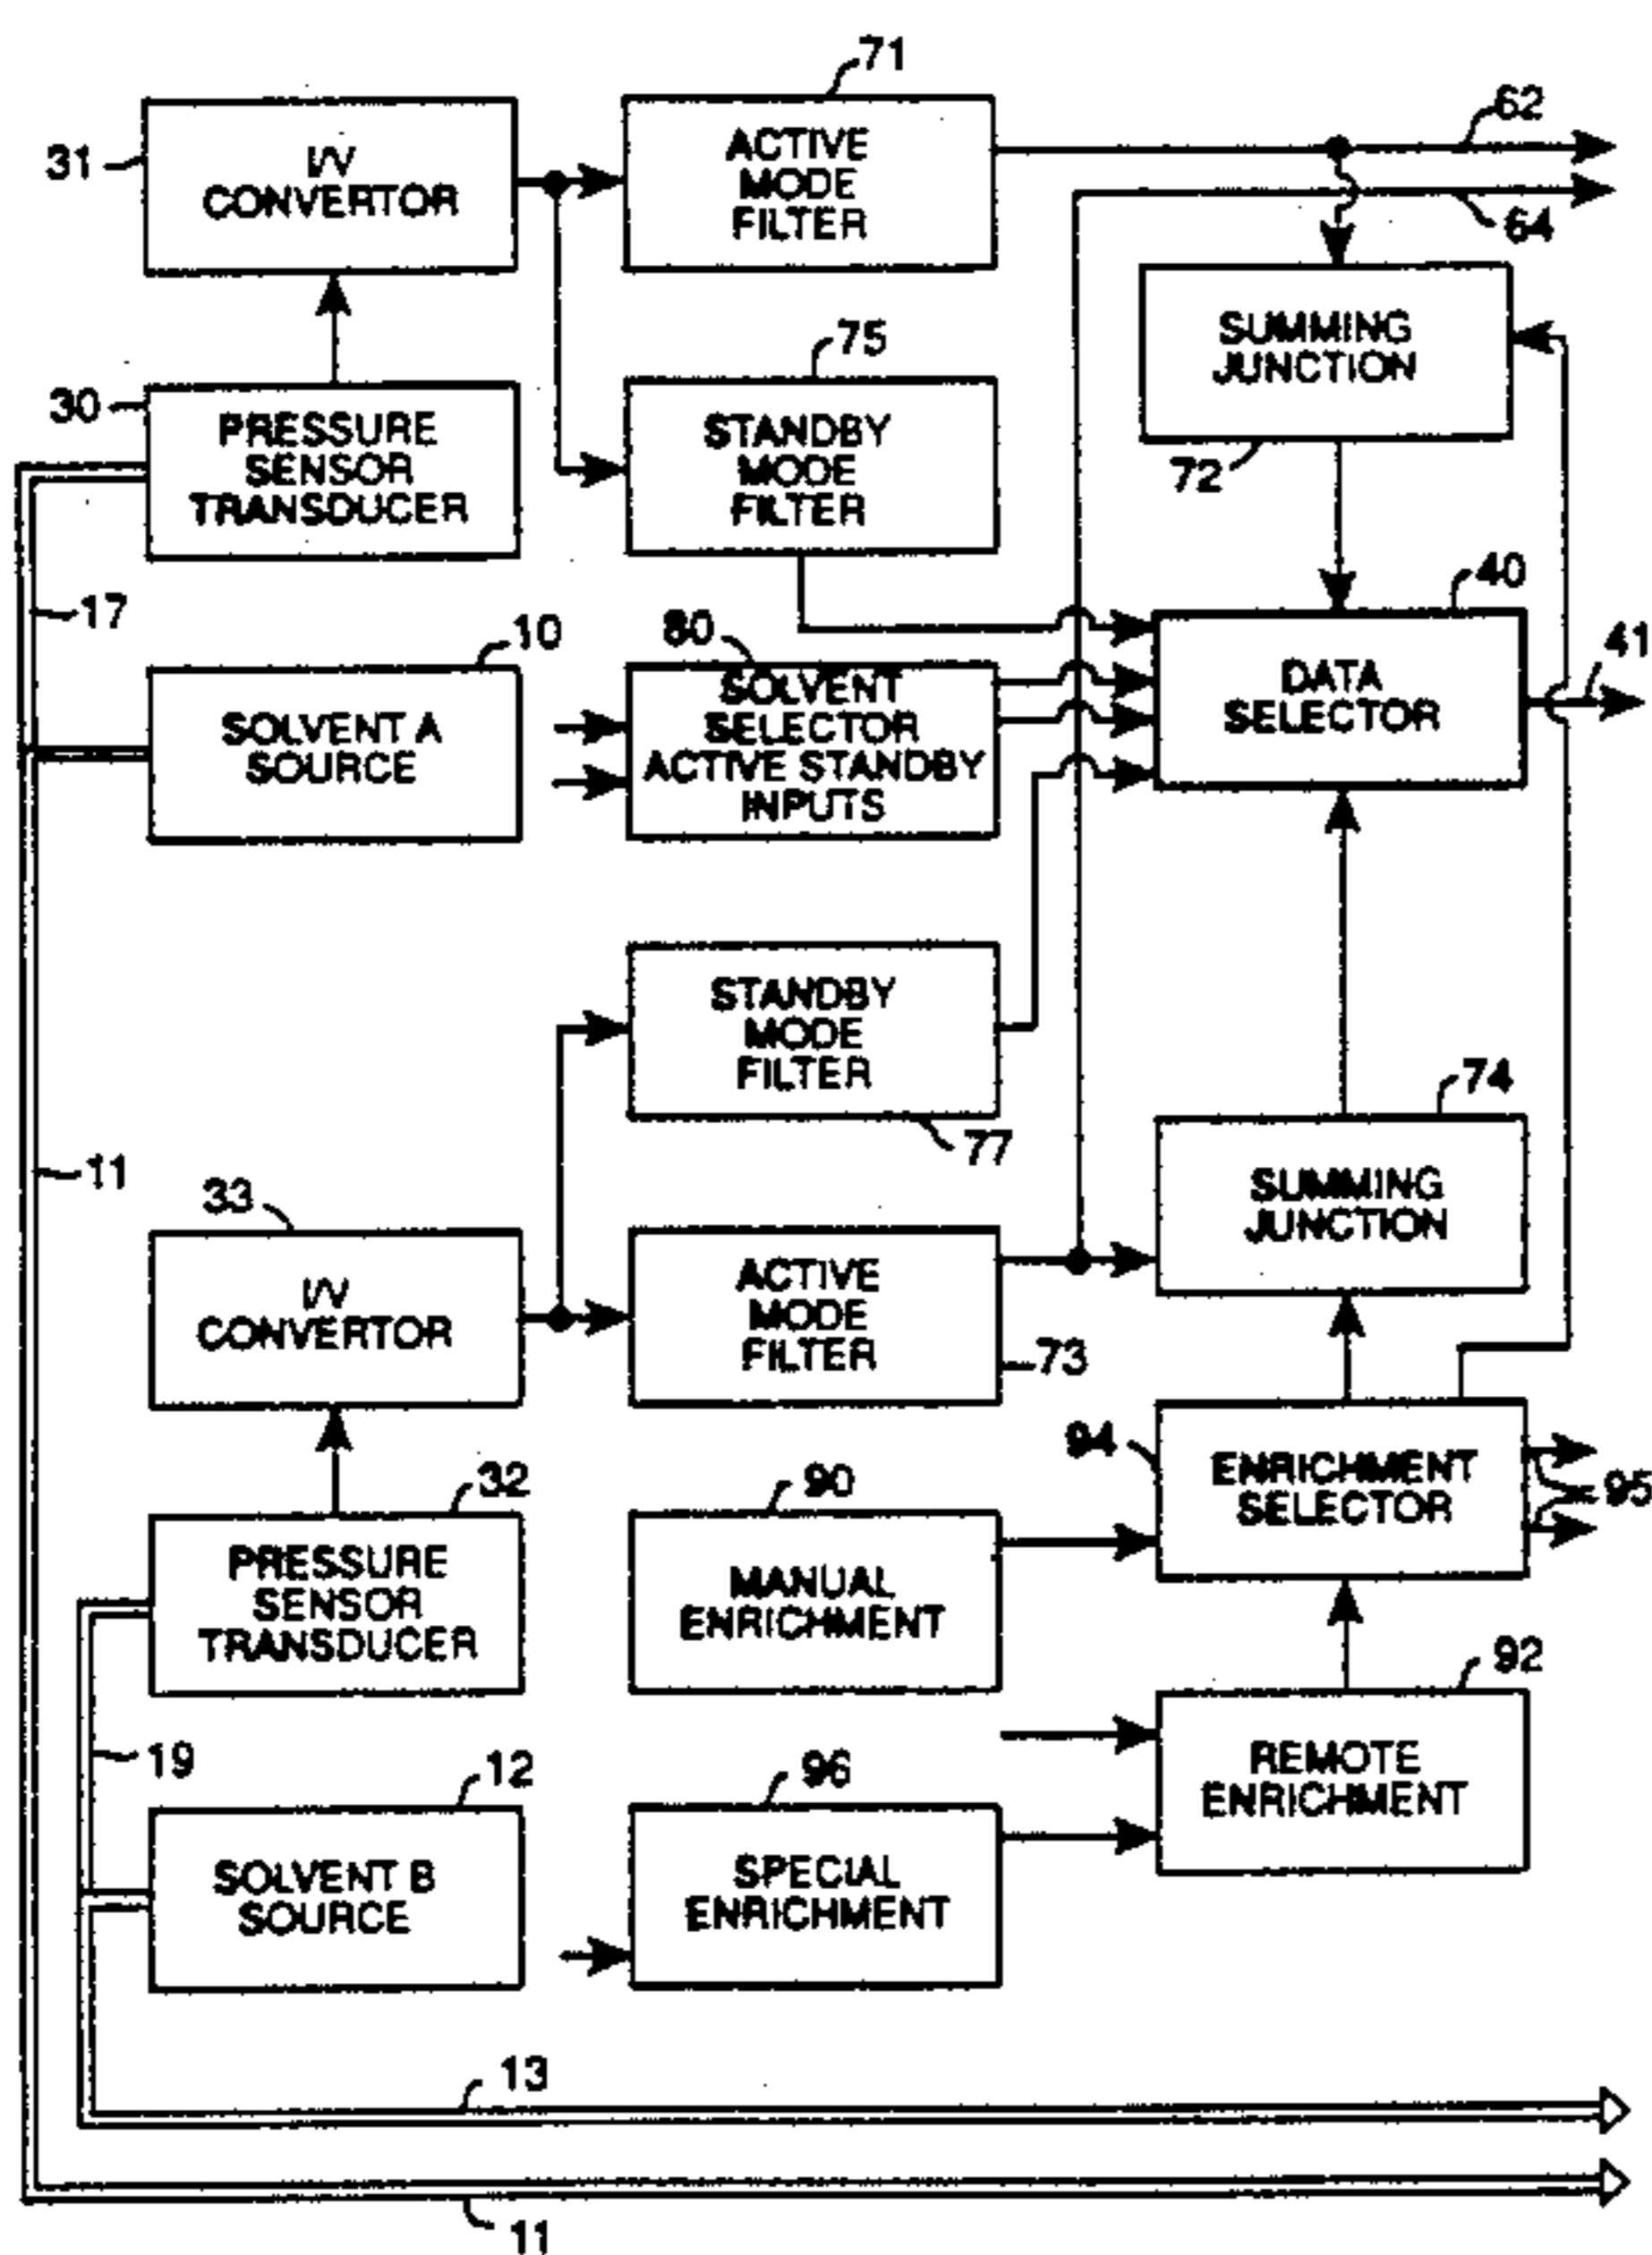 71
62
31
I/V
CONVERTOR
ACTIVE
MODE
FILTER
64
SUMMING
JUNCTION
75
30
PRESSURE
SENSOR
TRANSDUCER
STANDBY
MODE
FILTER
72
40
17
10
80
41
SOLVENT A
SOURCE
SOLVENT
SELECTOR
ACTIVE STANDBY
INPUTS
DATA
SELECTOR
STANDBY
MODE
FILTER
74
77
11
33
SUMMING
JUNCTION
I/V
CONVERTOR
ACTIVE
MODE
FILTER
73
94
ENRICHMENT
SELECTOR
95
32
90
PRESSURE
SENSOR
TRANSDUCER
MANUAL
ENRICHMENT
92
19
12
96
REMOTE
ENRICHMENT
SOLVENT B
SOURCE
SPECIAL
ENRICHMENT
13
11